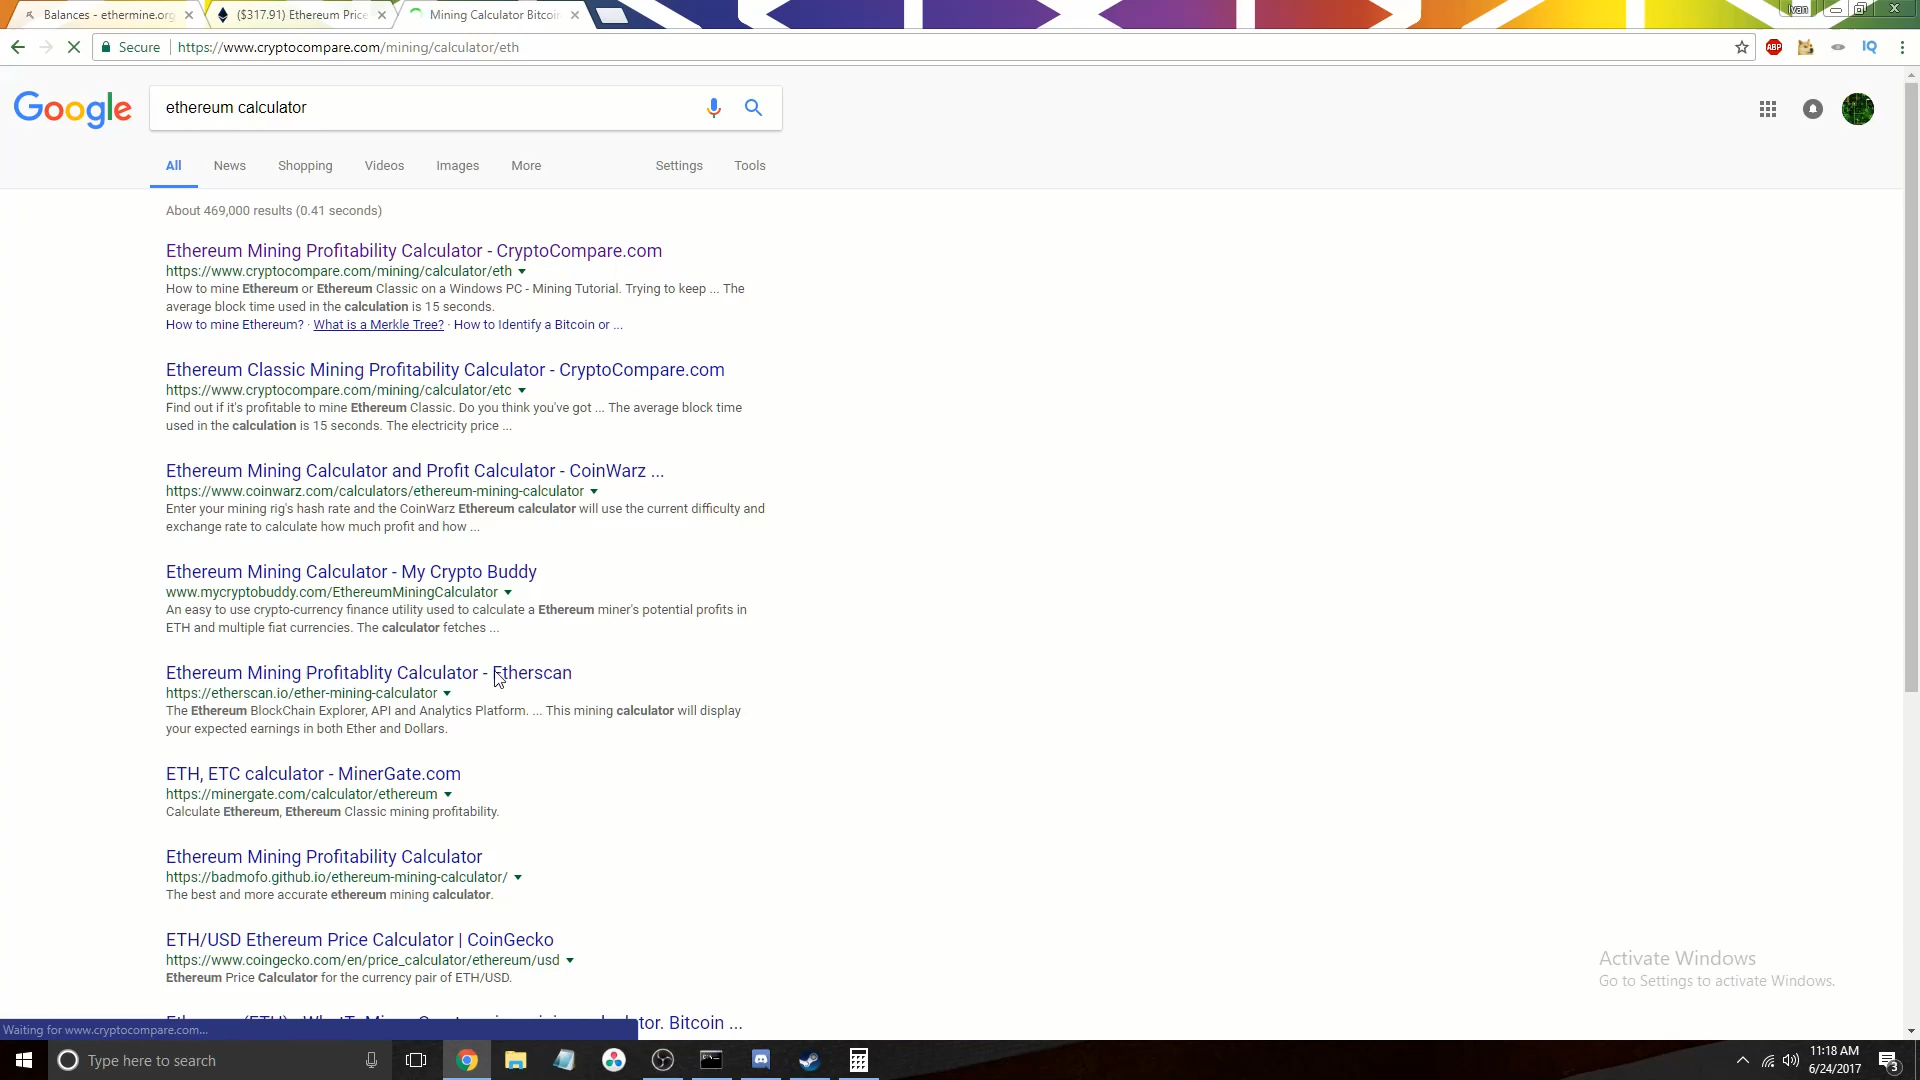 Balances - ethermine.org
($317.91) Ethereum Price
Mining Calculator Bitcoin
Ivan
Secure
https://www.cryptocompare.com/mining/calculator/eth
ABP
IQ
Google
ethereum calculator
All
News
Shopping
Videos
Images
More
Settings
Tools
About 469,000 results (0.41 seconds)
Ethereum Mining Profitability Calculator - CryptoCompare.com
https://www.cryptocompare.com/mining/calculator/eth
How to mine Ethereum or Ethereum Classic on a Windows PC - Mining Tutorial. Trying to keep ... The
average block time used in the calculation is 15 seconds.
How to mine Ethereum? · What is a Merkle Tree? · How to Identify a Bitcoin or ...
Ethereum Classic Mining Profitability Calculator - CryptoCompare.com
https://www.cryptocompare.com/mining/calculator/etc
Find out if it's profitable to mine Ethereum Classic. Do you think you've got ... The average block time
used in the calculation is 15 seconds. The electricity price ...
Ethereum Mining Calculator and Profit Calculator - CoinWarz ...
https://www.coinwarz.com/calculators/ethereum-mining-calculator
Enter your mining rig's hash rate and the CoinWarz Ethereum calculator will use the current difficulty and
exchange rate to calculate how much profit and how ...
Ethereum Mining Calculator - My Crypto Buddy
www.mycryptobuddy.com/EthereumMiningCalculator
An easy to use crypto-currency finance utility used to calculate a Ethereum miner's potential profits in
ETH and multiple fiat currencies. The calculator fetches ...
Ethereum Mining Profitablity Calculator - Etherscan
https://etherscan.io/ether-mining-calculator
The Ethereum BlockChain Explorer, API and Analytics Platform. ... This mining calculator will display
your expected earnings in both Ether and Dollars.
ETH, ETC calculator - MinerGate.com
https://minergate.com/calculator/ethereum
Calculate Ethereum, Ethereum Classic mining profitability.
Ethereum Mining Profitability Calculator
https://badmofo.github.io/ethereum-mining-calculator/
The best and more accurate ethereum mining calculator.
ETH/USD Ethereum Price Calculator | CoinGecko
https://www.coingecko.com/en/price_calculator/ethereum/usd
Ethereum Price Calculator for the currency pair of ETH/USD.
Bitcoin ...
Activate Windows
Go to Settings to activate Windows.
Waiting for www.cryptocompare.com...
Type here to search
11:18 AM
6/24/2017
3